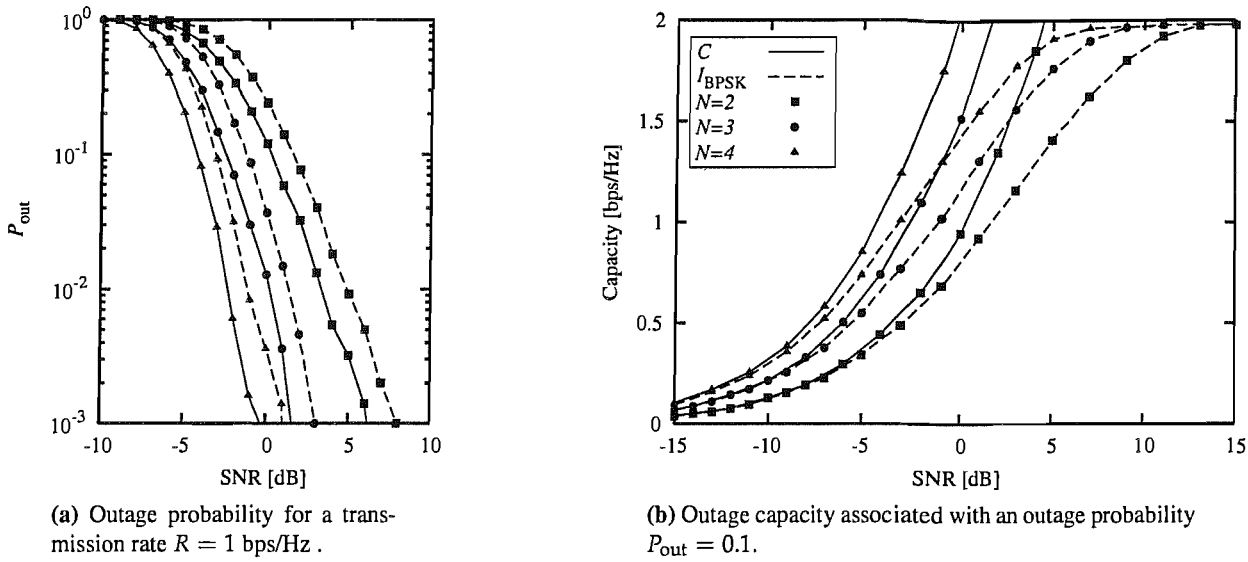 10^0
10^-1
10^-2
10^-3
P_out
-10 -5 0 5 10
SNR [dB]
(a) Outage probability for a trans-
mission rate R = 1 bps/Hz .
2
1.5
1
0.5
0
Capacity [bps/Hz]
C
I_BPSK
N=2
N=3
N=4
-15 -10 -5 0 5 10 15
SNR [dB]
(b) Outage capacity associated with an outage probability
P_out = 0.1.